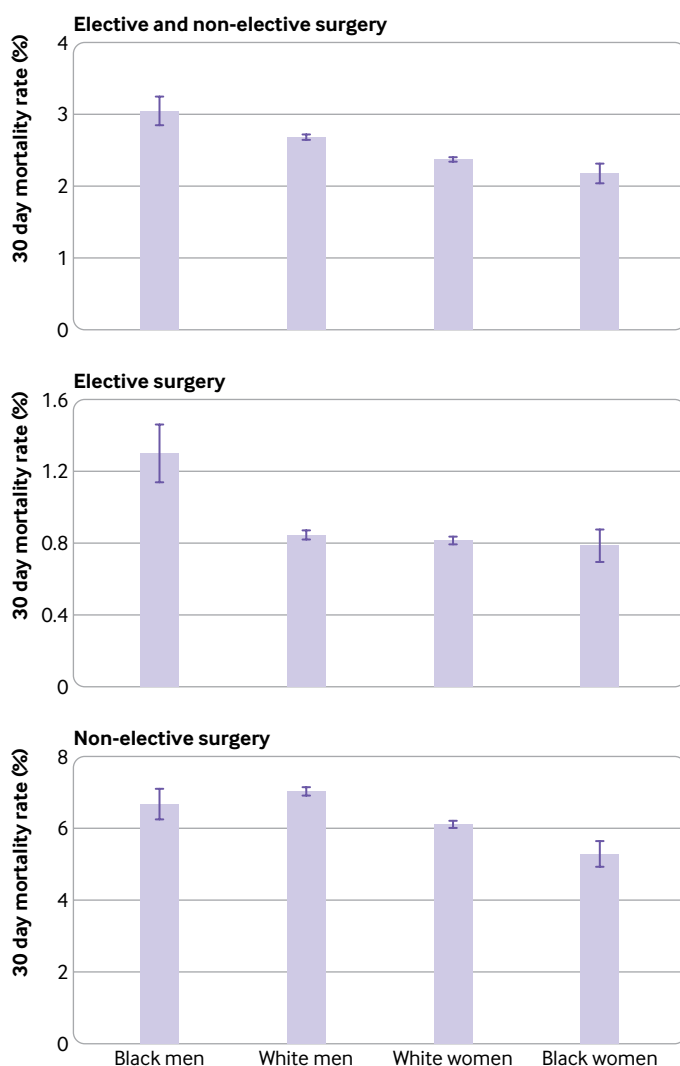 Elective and non-elective surgery
30 day mortality rate (%)
4
3
2
1
0
Elective surgery
30 day mortality rate (%)
1.6
1.2
0.8
0.4
0
Non-elective surgery
30 day mortality rate (%)
8
6
4
2
0
Black men White men White women Black women